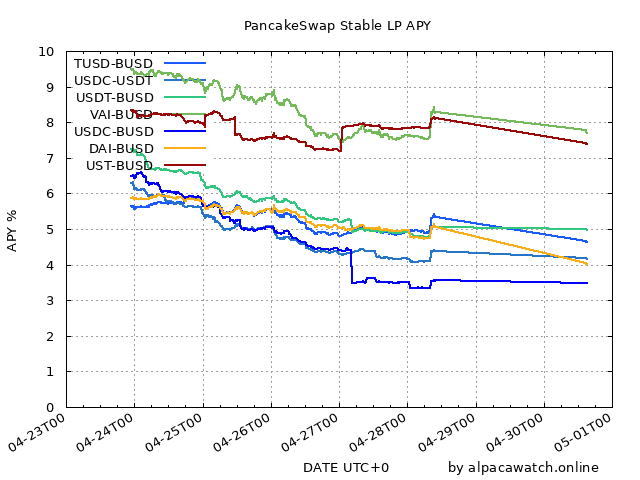 PancakeSwap Stable LP APY
10
9
8
7
6
5
4
3
2
1
0
APY %
TUSD-BUSD
USDC-USDT
USDT-BUSD
VAI-BUSD
USDC-BUSD
DAI-BUSD
UST-BUSD
04-23T00
04-24T00
04-25T00
04-26T00
04-27T00
04-28T00
04-29T00
04-30T00
05-01T00
DATE UTC+0
by alpacawatch.online